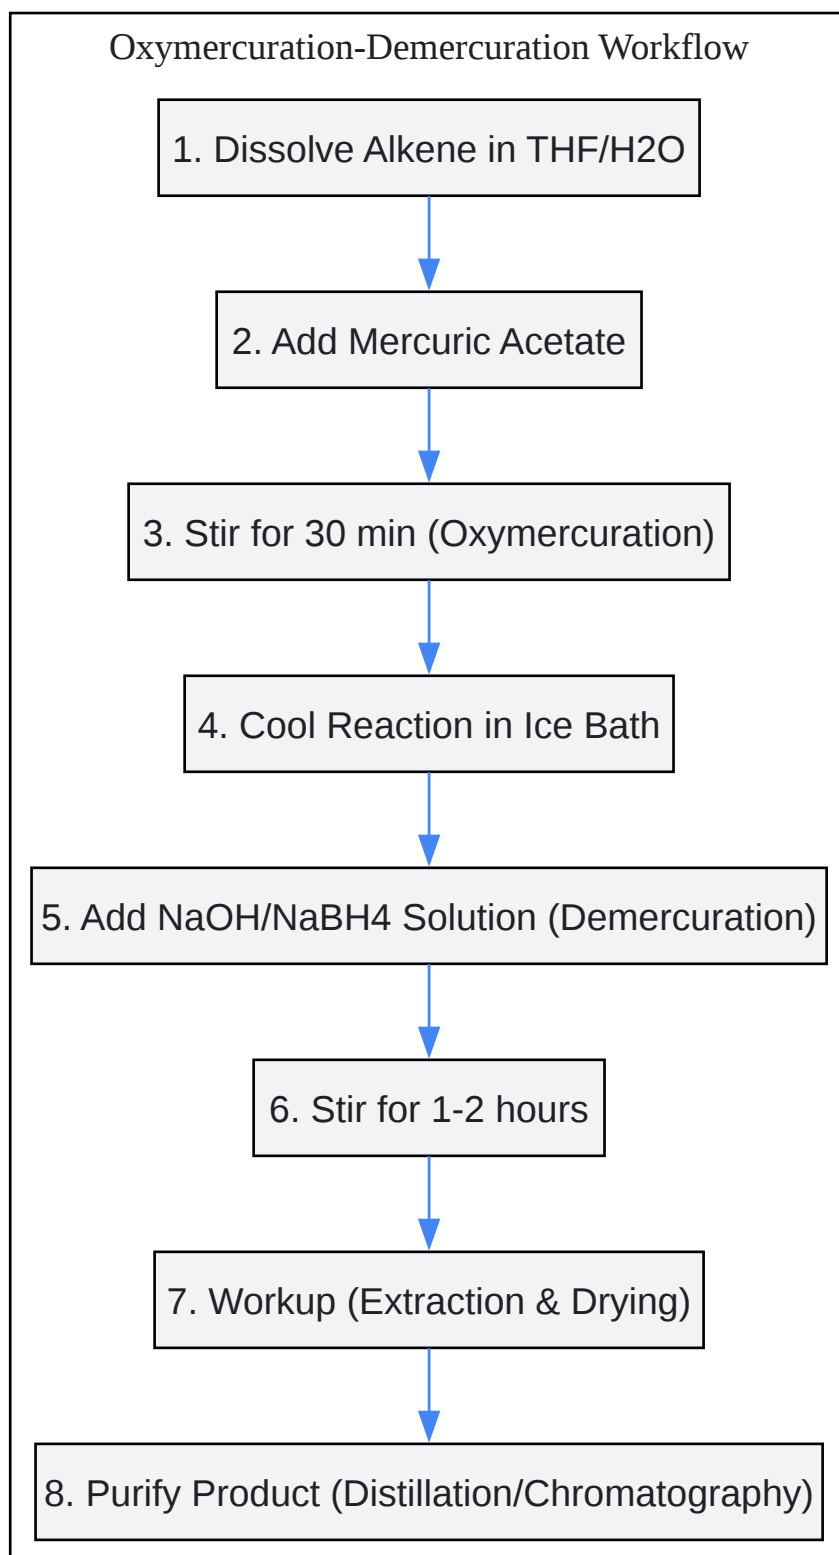 Oxymercuration-Demercuration Workflow
1. Dissolve Alkene in THF/H2O
2. Add Mercuric Acetate
3. Stir for 30 min (Oxymercuration)
4. Cool Reaction in Ice Bath
5. Add NaOH/NaBH4 Solution (Demercuration)
6. Stir for 1-2 hours
7. Workup (Extraction & Drying)
8. Purify Product (Distillation/Chromatography)